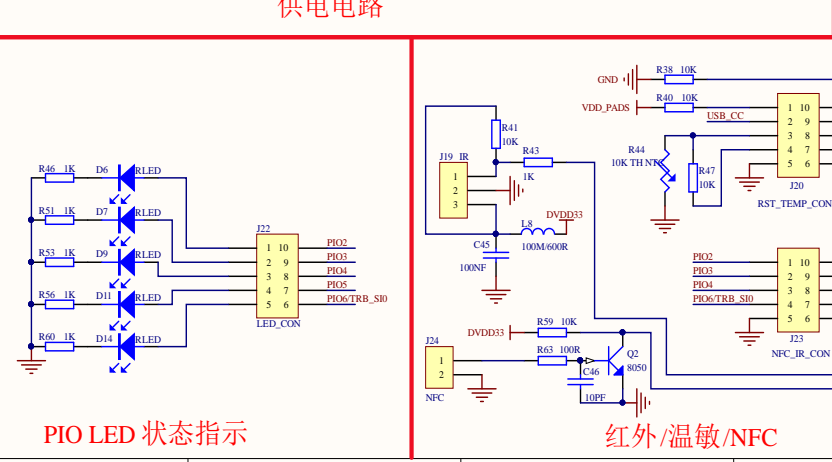 供电电路
R46 1K D6 RLED
R51 1K D7 RLED
R53 1K D9 RLED
R56 1K D11 RLED
R60 1K D14 RLED
J22
1 10 PIO2
2 9 PIO3
3 8 PIO4
4 7 PIO5
5 6 PIO6/TRB_SI0
LED_CON
PIO LED 状态指示
GND R38 10K
VDD_PADS R40 10K
USB_CC
R41
10K
J19 IR
1
2
3
R43
1K
L8
100M/600R
DVDD33
C45
100NF
R44
10K TH NTC
R47
10K
1 10
2 9
3 8
4 7
5 6
J20
RST_TEMP_CON
PIO2 1 10
PIO3 2 9
PIO4 3 8
PIO6/TRB_SI0 4 7
5 6
J23
NFC_IR_CON
DVDD33 R59 10K
J24
1
2
NFC
R63 100R
C46
10PF
Q2
8050
红外/温敏/NFC